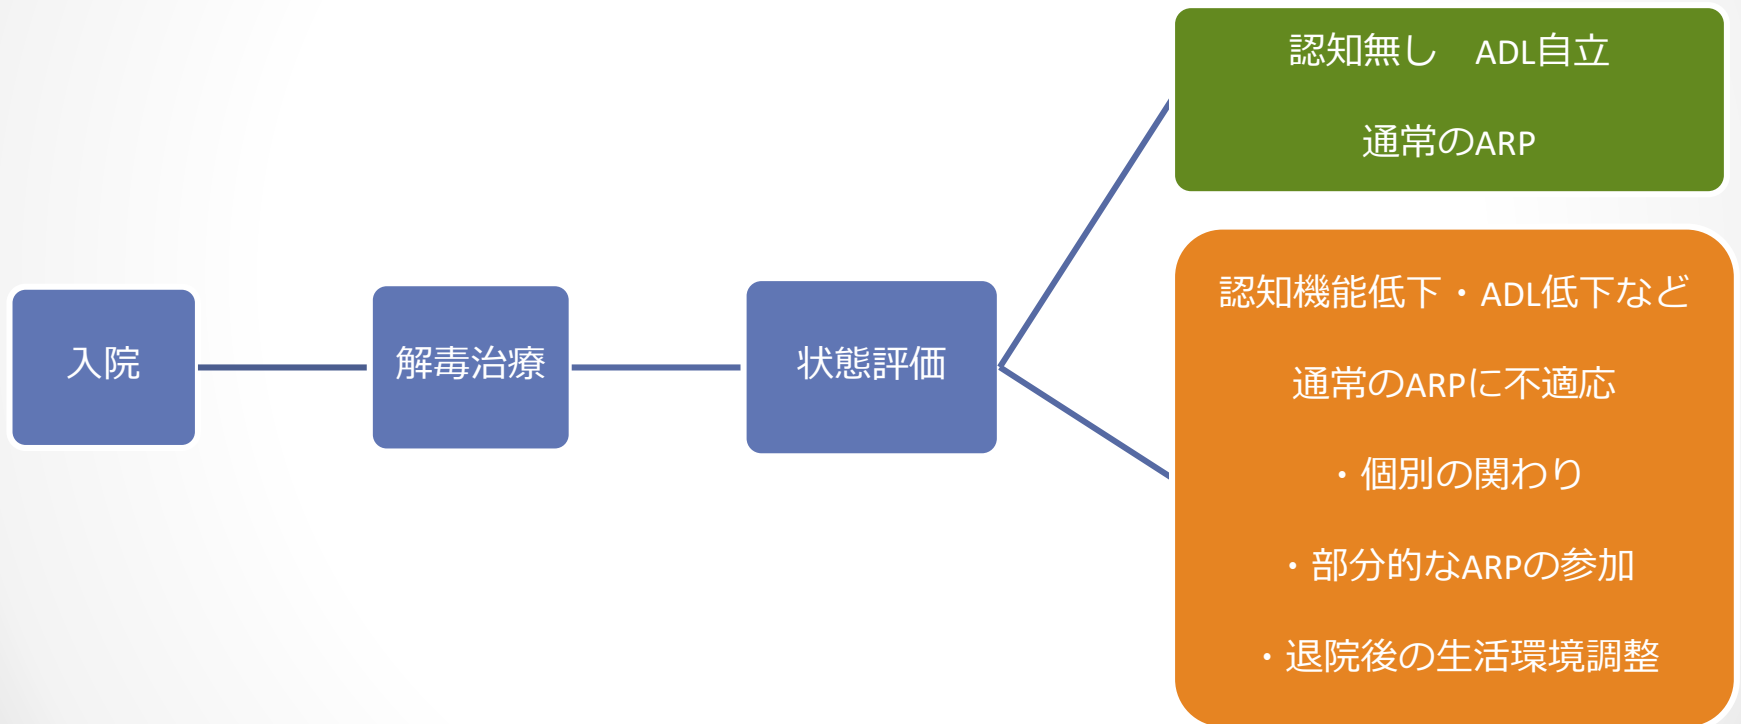 入院
解毒治療
状態評価
認知無し　ADL自立
通常のARP
認知機能低下・ADL低下など
通常のARPに不適応
・個別の関わり
・部分的なARPの参加
・退院後の生活環境調整